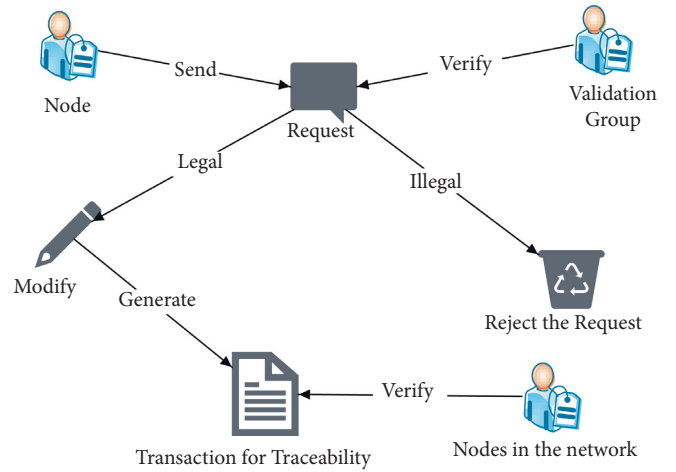 Send
Verify
Node
Validation
Group
Request
Legal
Illegal
Modify
Generate
Reject the Request
Verify
Transaction for Traceability
Nodes in the network